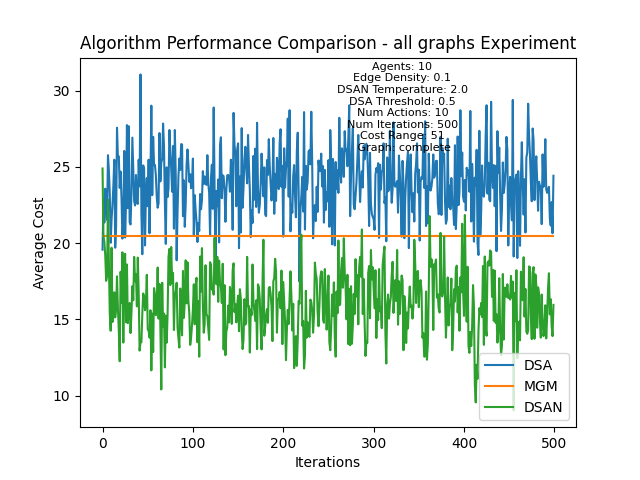 Algorithm Performance Comparison - all graphs Experiment
Agents: 10
Edge Density: 0.1
DSAN Temperature: 2.0
DSA Threshold: 0.5
Num Actions: 10
Num Iterations: 500
Cost Range: 51
Graph: complete
30
25
20
15
10
Average Cost
0
100
200
300
400
500
Iterations
DSA
MGM
DSAN